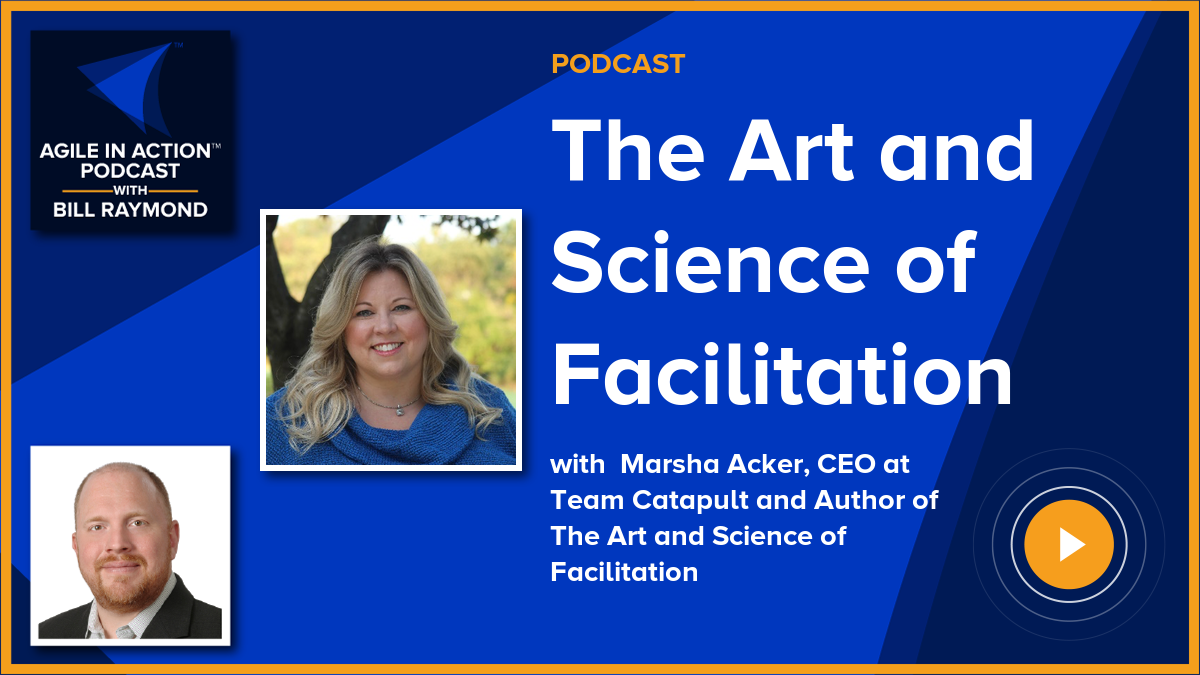 AGILE IN ACTION™
PODCAST
WITH
BILL RAYMOND
PODCAST
The Art and
Science of
Facilitation
with Marsha Acker, CEO at
Team Catapult and Author of
The Art and Science of
Facilitation